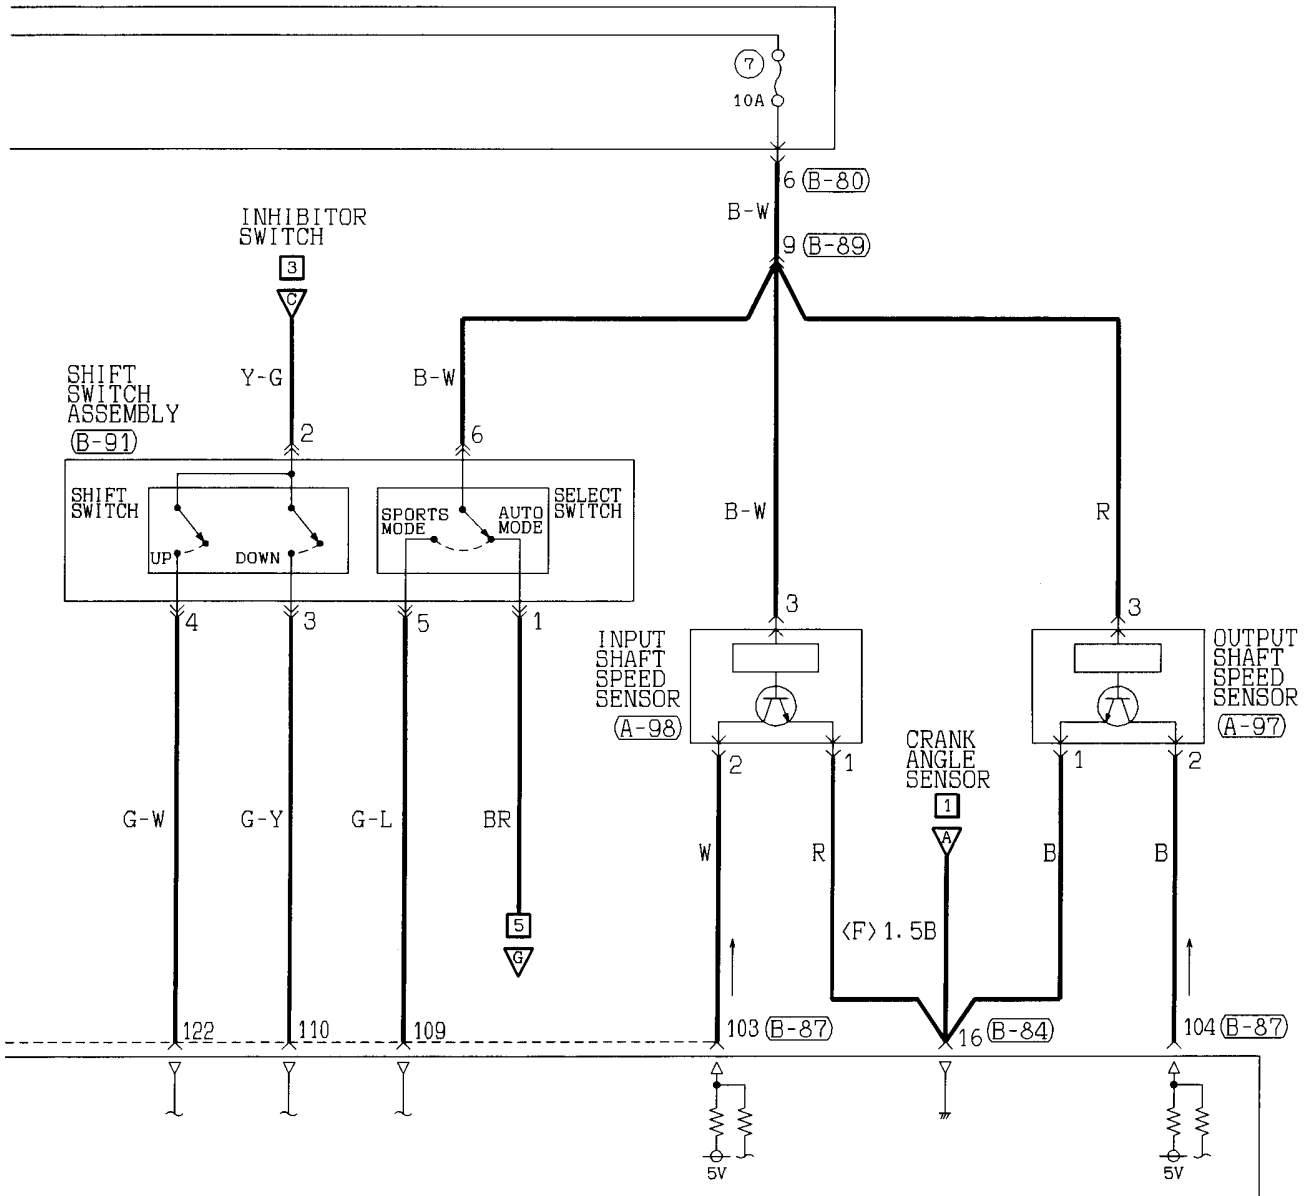 7
10A
6 (B-80)
B-W
9 (B-89)
INHIBITOR
SWITCH
3
C
Y-G
B-W
SHIFT
SWITCH
ASSEMBLY
(B-91)
2
6
SHIFT
SWITCH
UP
DOWN
SPORTS
MODE
AUTO
MODE
SELECT
SWITCH
B-W
R
4
3
5
1
3
3
INPUT
SHAFT
SPEED
SENSOR
(A-98)
OUTPUT
SHAFT
SPEED
SENSOR
(A-97)
2
1
1
2
CRANK
ANGLE
SENSOR
1
A
G-W
G-Y
G-L
BR
W
R
B
B
5
G
<F> 1.5B
122
110
109
103 (B-87)
16 (B-84)
104 (B-87)
5V
5V